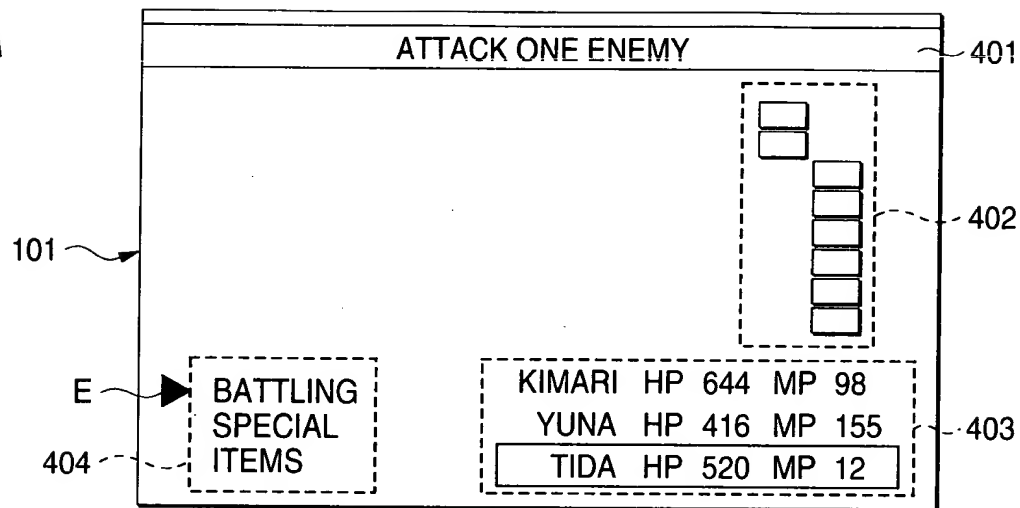 ATTACK ONE ENEMY
401
402
101
E
BATTLING
SPECIAL
ITEMS
404
KIMARI HP 644 MP 98
YUNA HP 416 MP 155
TIDA HP 520 MP 12
403